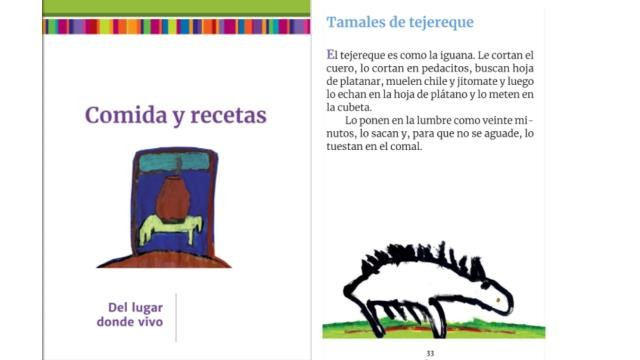 Comida y recetas
Del lugar
donde vivo
Tamales de tejereque
El tejereque es como la iguana. Le cortan el
cuero, lo cortan en pedacitos, buscan hoja
de platanar, muelen chile y jitomate y luego
lo echan en la hoja de plátano y lo meten en
la cubeta.
Lo ponen en la lumbre como veinte mi-
nutos, lo sacan y, para que no se aguade, lo
tuestan en el comal.
33